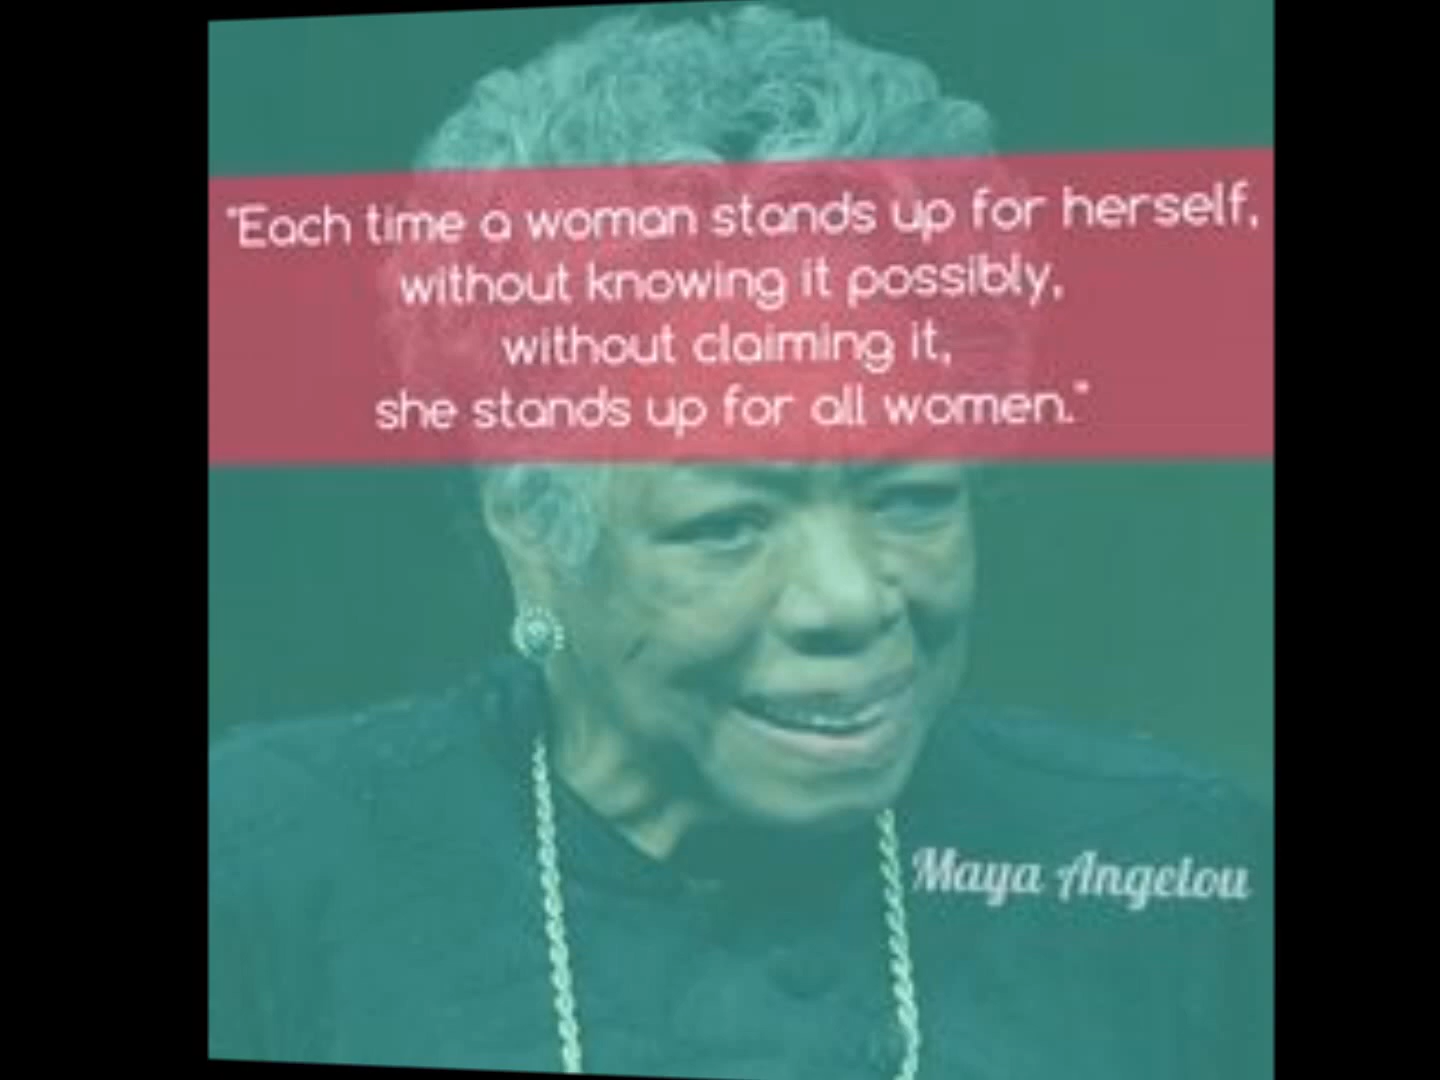 "Each time a woman stands up for herself,
without knowing it possibly,
without claiming it,
she stands up for all women."
Maya Angelou